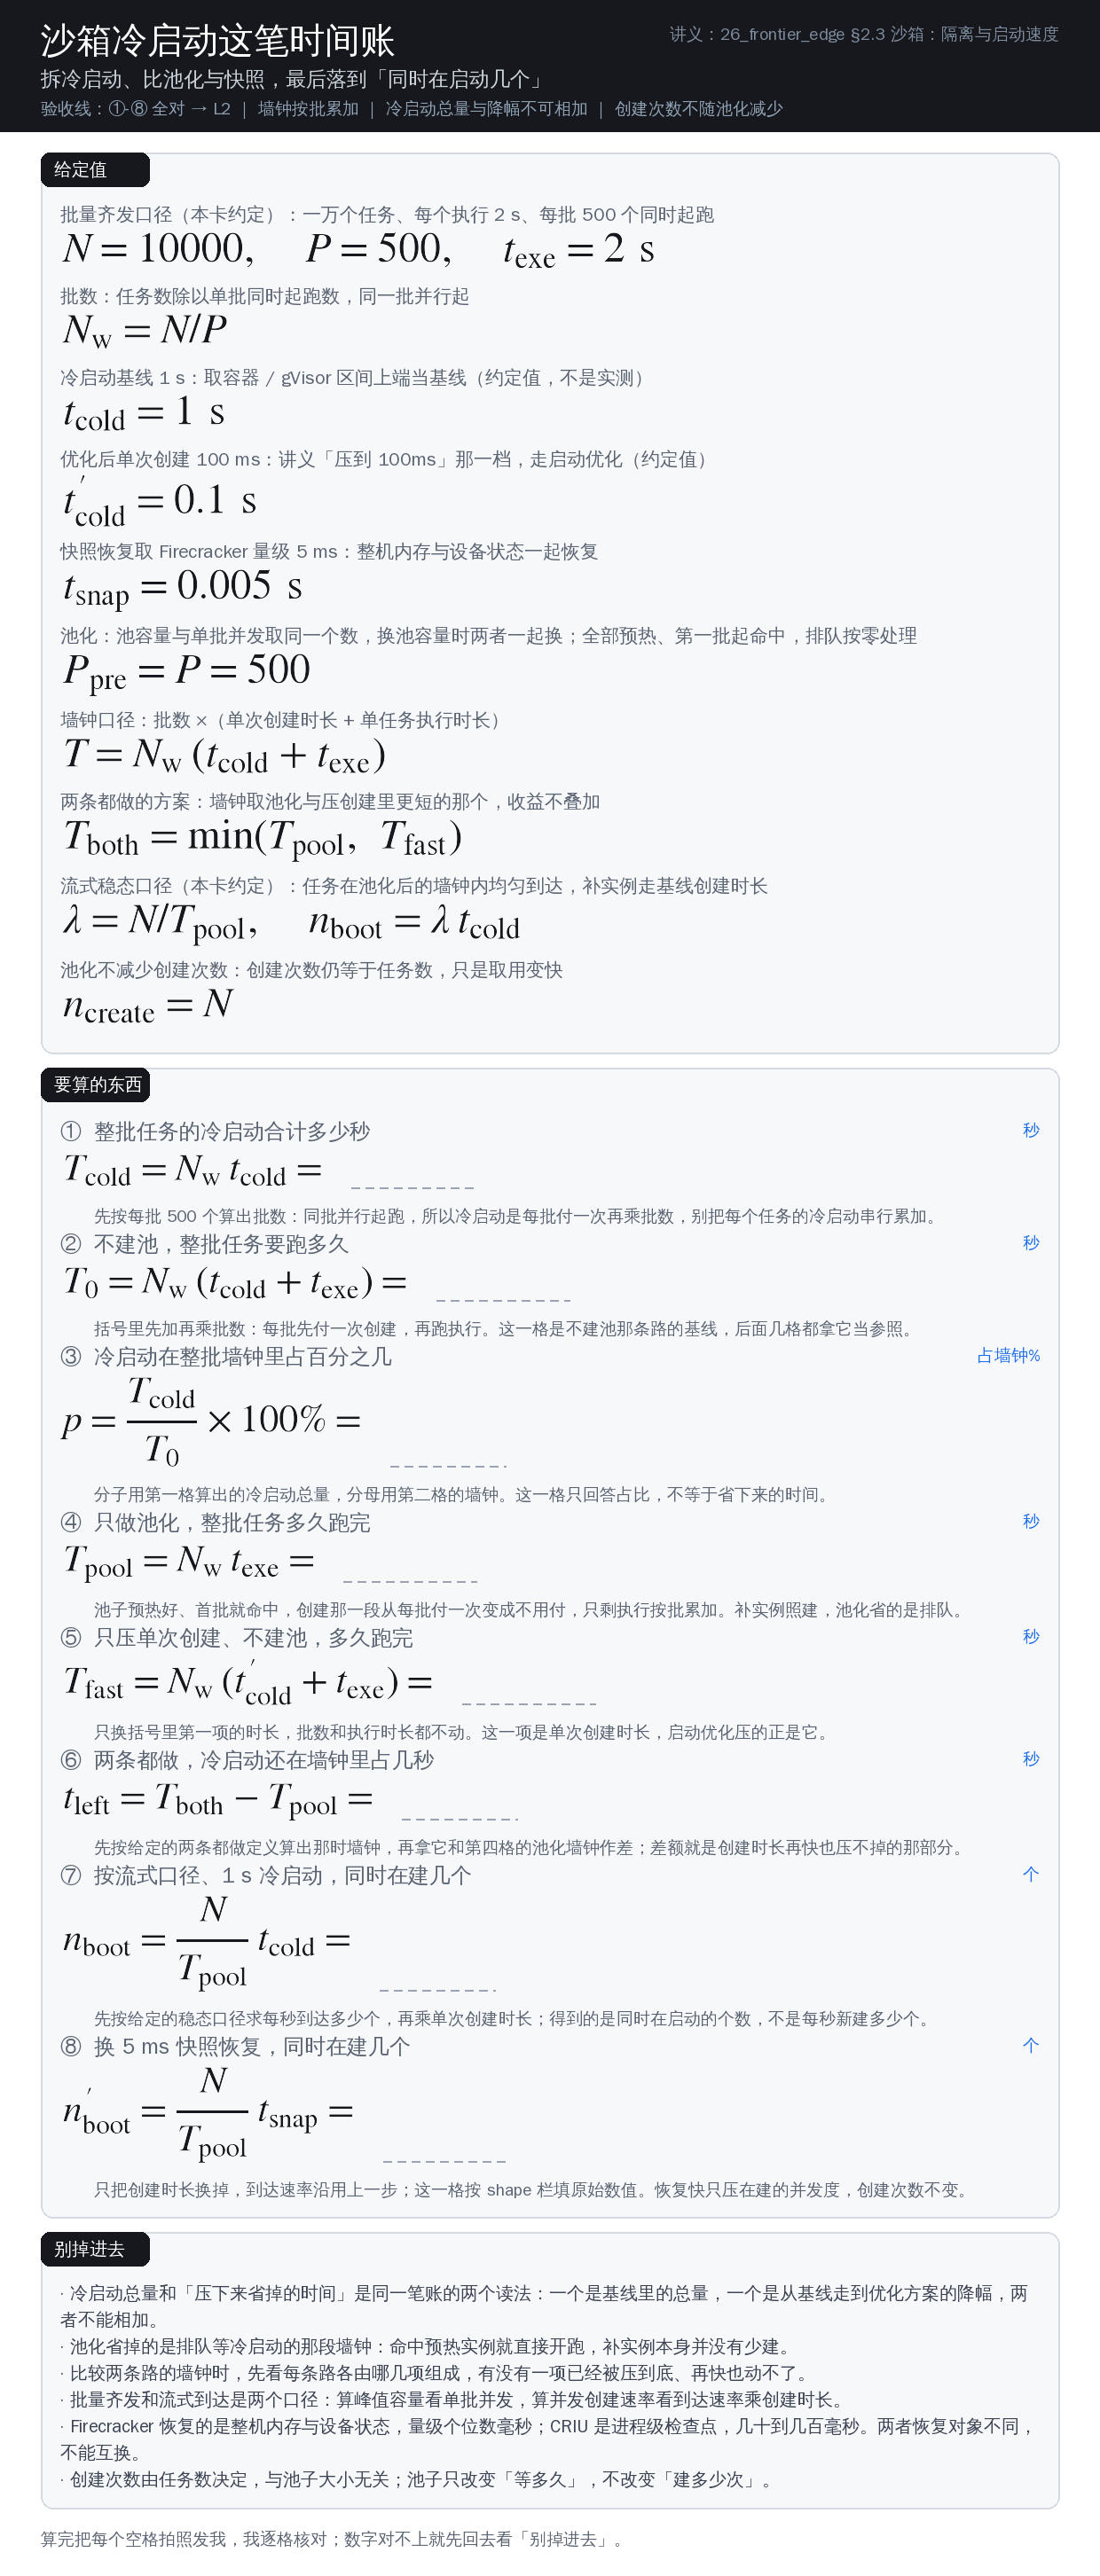 沙箱冷启动这笔时间账
讲义：26_frontier_edge §2.3 沙箱：隔离与启动速度
拆冷启动、比池化与快照，最后落到「同时在启动几个」
验收线：①-⑧ 全对 → L2 ｜ 墙钟按批累加 ｜ 冷启动总量与降幅不可相加 ｜ 创建次数不随池化减少
给定值
批量齐发口径（本卡约定）：一万个任务、每个执行 2 s、每批 500 个同时起跑
N = 10000, P = 500, t_exe = 2 s
批数：任务数除以单批同时起跑数，同一批并行起
N_w = N/P
冷启动基线 1 s：取容器 / gVisor 区间上端当基线（约定值，不是实测）
t_cold = 1 s
优化后单次创建 100 ms：讲义「压到 100ms」那一档，走启动优化（约定值）
t′_cold = 0.1 s
快照恢复取 Firecracker 量级 5 ms：整机内存与设备状态一起恢复
t_snap = 0.005 s
池化：池容量与单批并发取同一个数，换池容量时两者一起换；全部预热、第一批起命中，排队按零处理
P_pre = P = 500
墙钟口径：批数 ×（单次创建时长 + 单任务执行时长）
T = N_w (t_cold + t_exe)
两条都做的方案：墙钟取池化与压创建里更短的那个，收益不叠加
T_both = min(T_pool, T_fast)
流式稳态口径（本卡约定）：任务在池化后的墙钟内均匀到达，补实例走基线创建时长
λ = N/T_pool, n_boot = λ t_cold
池化不减少创建次数：创建次数仍等于任务数，只是取用变快
n_create = N
要算的东西
① 整批任务的冷启动合计多少秒 秒
T_cold = N_w t_cold =
先按每批 500 个算出批数：同批并行起跑，所以冷启动是每批付一次再乘批数，别把每个任务的冷启动串行累加。
② 不建池，整批任务要跑多久 秒
T_0 = N_w (t_cold + t_exe) =
括号里先加再乘批数：每批先付一次创建，再跑执行。这一格是不建池那条路的基线，后面几格都拿它当参照。
③ 冷启动在整批墙钟里占百分之几 占墙钟%
p = T_cold / T_0 × 100% =
分子用第一格算出的冷启动总量，分母用第二格的墙钟。这一格只回答占比，不等于省下来的时间。
④ 只做池化，整批任务多久跑完 秒
T_pool = N_w t_exe =
池子预热好、首批就命中，创建那一段从每批付一次变成不用付，只剩执行按批累加。补实例照建，池化省的是排队。
⑤ 只压单次创建、不建池，多久跑完 秒
T_fast = N_w (t′_cold + t_exe) =
只换括号里第一项的时长，批数和执行时长都不动。这一项是单次创建时长，启动优化压的正是它。
⑥ 两条都做，冷启动还在墙钟里占几秒 秒
t_left = T_both − T_pool =
先按给定的两条都做定义算出那时墙钟，再拿它和第四格的池化墙钟作差；差额就是创建时长再快也压不掉的那部分。
⑦ 按流式口径、1 s 冷启动，同时在建几个 个
n_boot = N / T_pool t_cold =
先按给定的稳态口径求每秒到达多少个，再乘单次创建时长；得到的是同时在启动的个数，不是每秒新建多少个。
⑧ 换 5 ms 快照恢复，同时在建几个 个
n′_boot = N / T_pool t_snap =
只把创建时长换掉，到达速率沿用上一步；这一格按 shape 栏填原始数值。恢复快只压在建的并发度，创建次数不变。
别掉进去
· 冷启动总量和「压下来省掉的时间」是同一笔账的两个读法：一个是基线里的总量，一个是从基线走到优化方案的降幅，两
者不能相加。
· 池化省掉的是排队等冷启动的那段墙钟：命中预热实例就直接开跑，补实例本身并没有少建。
· 比较两条路的墙钟时，先看每条路各由哪几项组成，有没有一项已经被压到底、再快也动不了。
· 批量齐发和流式到达是两个口径：算峰值容量看单批并发，算并发创建速率看到达速率乘创建时长。
· Firecracker 恢复的是整机内存与设备状态，量级个位数毫秒；CRIU 是进程级检查点，几十到几百毫秒。两者恢复对象不同，
不能互换。
· 创建次数由任务数决定，与池子大小无关；池子只改变「等多久」，不改变「建多少次」。
算完把每个空格拍照发我，我逐格核对；数字对不上就先回去看「别掉进去」。